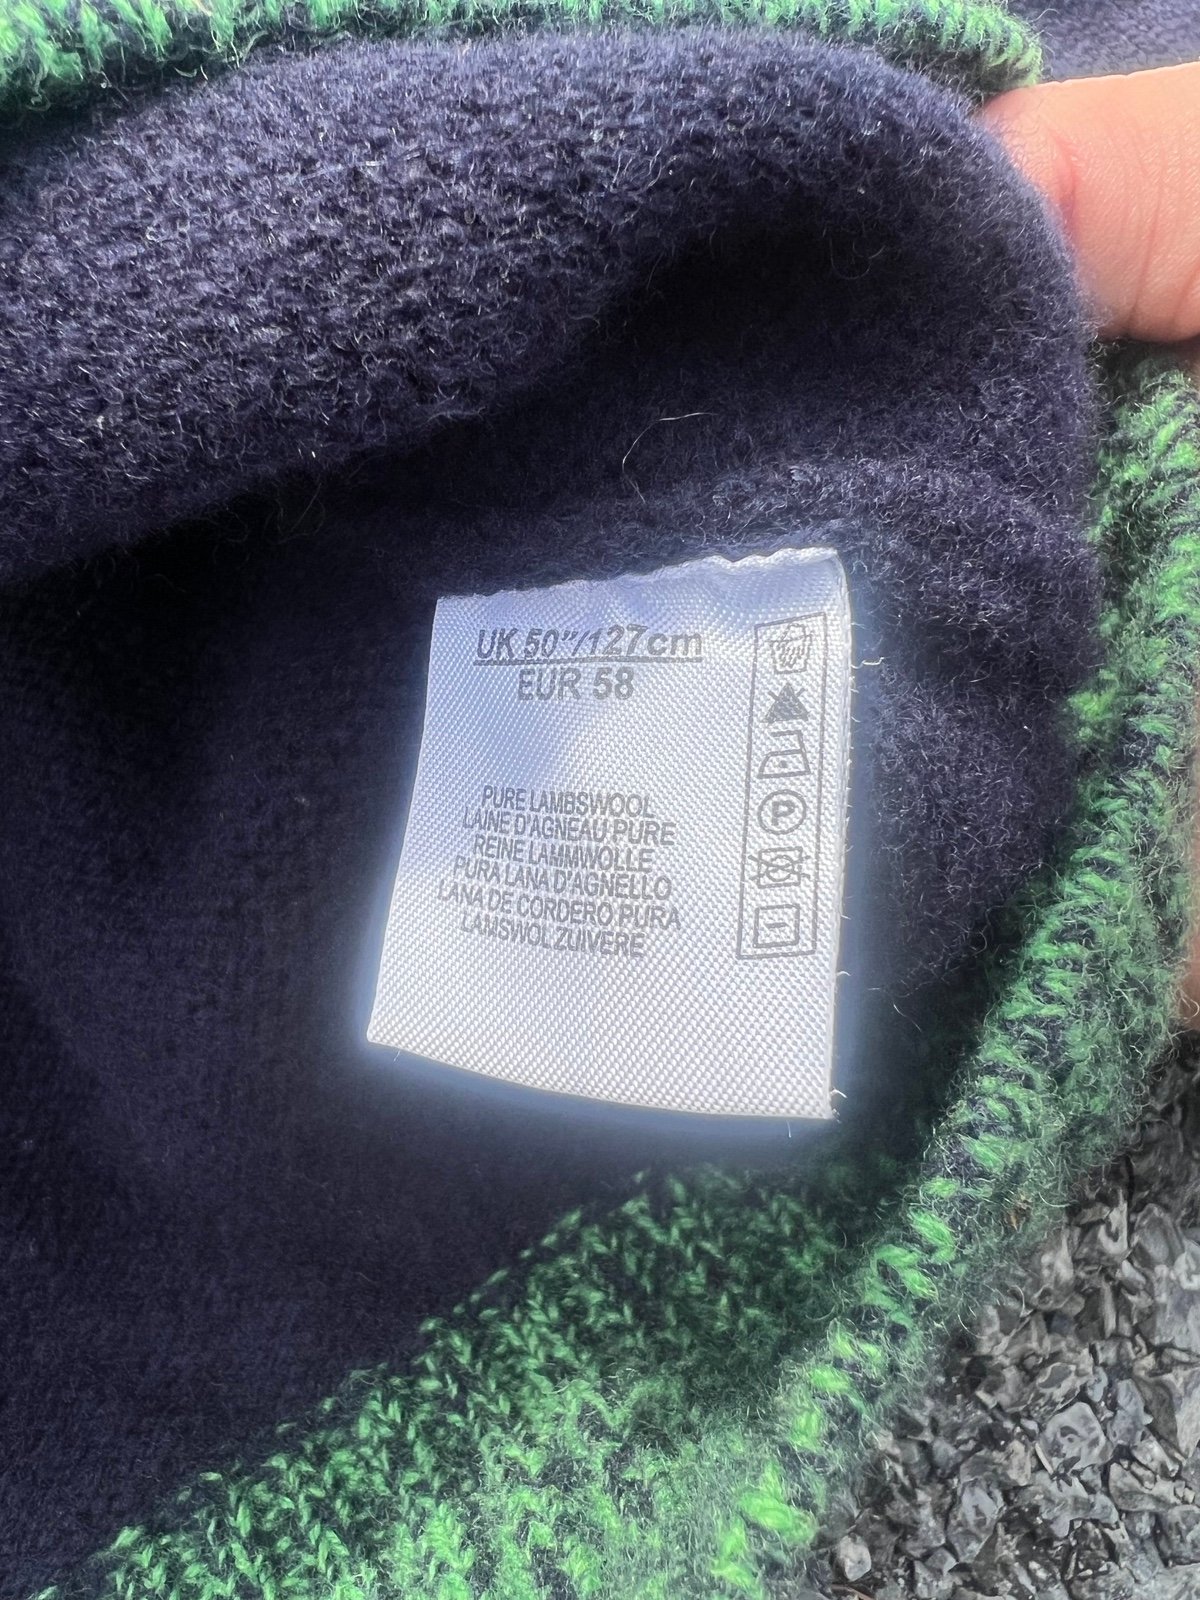 UK 50"/127cm
EUR 58
PURE LAMBSWOOL
LAINE D'AGNEAU PURE
REINE LAMMWOLLE
PURA LANA D'AGNELLO
LANA DE CORDERO PURA
LAMSWOL ZUIVERE
P